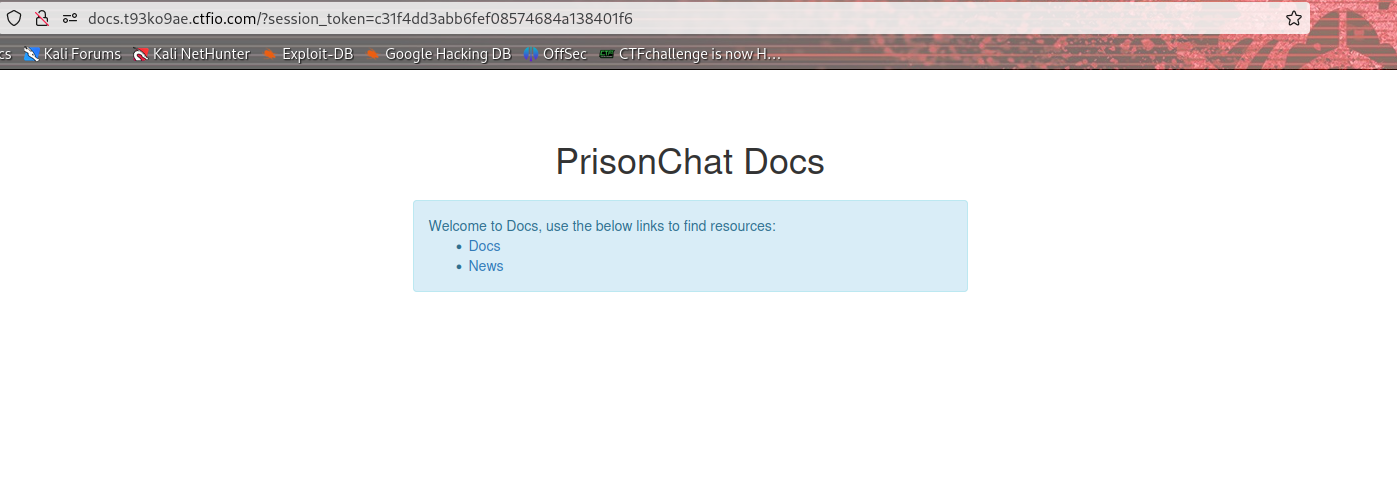 docs.t93ko9ae.ctfio.com/?session_token=c31f4dd3abb6fef08574684a138401f6
cs Kali Forums Kali NetHunter Exploit-DB Google Hacking DB OffSec CTFchallenge is now H…
PrisonChat Docs
Welcome to Docs, use the below links to find resources:
• Docs
• News